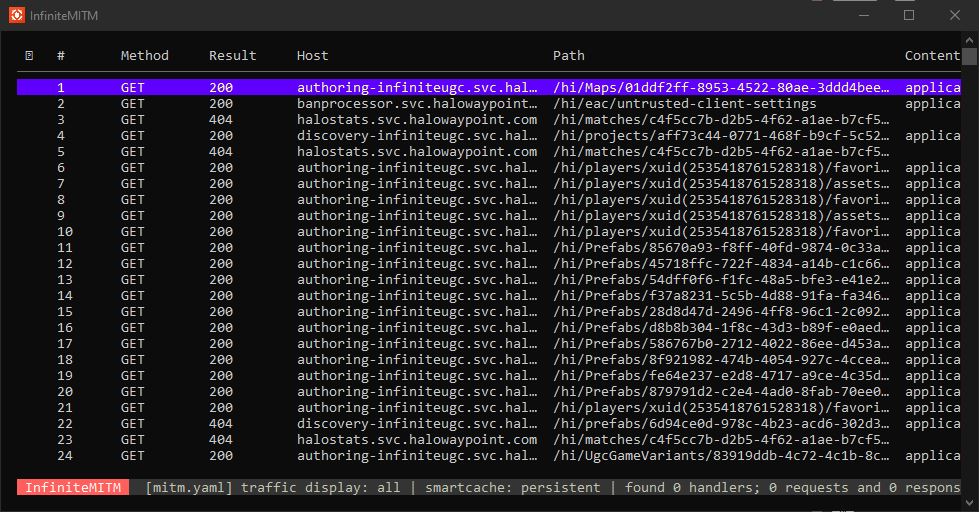 InfiniteMITM
# Method Result Host Path Content
1 GET 200 authoring-infiniteugc.svc.hal… /hi/Maps/01ddf2ff-8953-4522-80ae-3ddd4bee… applica
2 GET 200 banprocessor.svc.halowaypoint… /hi/eac/untrusted-client-settings applica
3 GET 404 halostats.svc.halowaypoint.com /hi/matches/c4f5cc7b-d2b5-4f62-a1ae-b7cf5…
4 GET 200 discovery-infiniteugc.svc.hal… /hi/projects/aff73c44-0771-468f-b9cf-5c52… applica
5 GET 404 halostats.svc.halowaypoint.com /hi/matches/c4f5cc7b-d2b5-4f62-a1ae-b7cf5…
6 GET 200 authoring-infiniteugc.svc.hal… /hi/players/xuid(2535418761528318)/favori… applica
7 GET 200 authoring-infiniteugc.svc.hal… /hi/players/xuid(2535418761528318)/assets… applica
8 GET 200 authoring-infiniteugc.svc.hal… /hi/players/xuid(2535418761528318)/favori… applica
9 GET 200 authoring-infiniteugc.svc.hal… /hi/players/xuid(2535418761528318)/assets… applica
10 GET 200 authoring-infiniteugc.svc.hal… /hi/players/xuid(2535418761528318)/favori… applica
11 GET 200 authoring-infiniteugc.svc.hal… /hi/Prefabs/85670a93-f8ff-40fd-9874-0c33a… applica
12 GET 200 authoring-infiniteugc.svc.hal… /hi/Prefabs/45718ffc-722f-4834-a14b-c1c66… applica
13 GET 200 authoring-infiniteugc.svc.hal… /hi/Prefabs/54dff0f6-f1fc-48a5-bfe3-e41e2… applica
14 GET 200 authoring-infiniteugc.svc.hal… /hi/Prefabs/f37a8231-5c5b-4d88-91fa-fa346… applica
15 GET 200 authoring-infiniteugc.svc.hal… /hi/Prefabs/28d8d47d-2496-4ff8-96c1-2c092… applica
16 GET 200 authoring-infiniteugc.svc.hal… /hi/Prefabs/d8b8b304-1f8c-43d3-b89f-e0aed… applica
17 GET 200 authoring-infiniteugc.svc.hal… /hi/Prefabs/586767b0-2712-4022-86ee-d453a… applica
18 GET 200 authoring-infiniteugc.svc.hal… /hi/Prefabs/8f921982-474b-4054-927c-4ccea… applica
19 GET 200 authoring-infiniteugc.svc.hal… /hi/Prefabs/fe64e237-e2d8-4717-a9ce-4c35d… applica
20 GET 200 authoring-infiniteugc.svc.hal… /hi/Prefabs/879791d2-c2e4-4ad0-8fab-70ee0… applica
21 GET 200 authoring-infiniteugc.svc.hal… /hi/players/xuid(2535418761528318)/favori… applica
22 GET 404 discovery-infiniteugc.svc.hal… /hi/prefabs/6d94ce0d-978c-4b23-acd6-302d3… applica
23 GET 404 halostats.svc.halowaypoint.com /hi/matches/c4f5cc7b-d2b5-4f62-a1ae-b7cf5…
24 GET 200 authoring-infiniteugc.svc.hal… /hi/UgcGameVariants/83919ddb-4c72-4c1b-8c… applica
InfiniteMITM [mitm.yaml] traffic display: all | smartcache: persistent | found 0 handlers; 0 requests and 0 respons